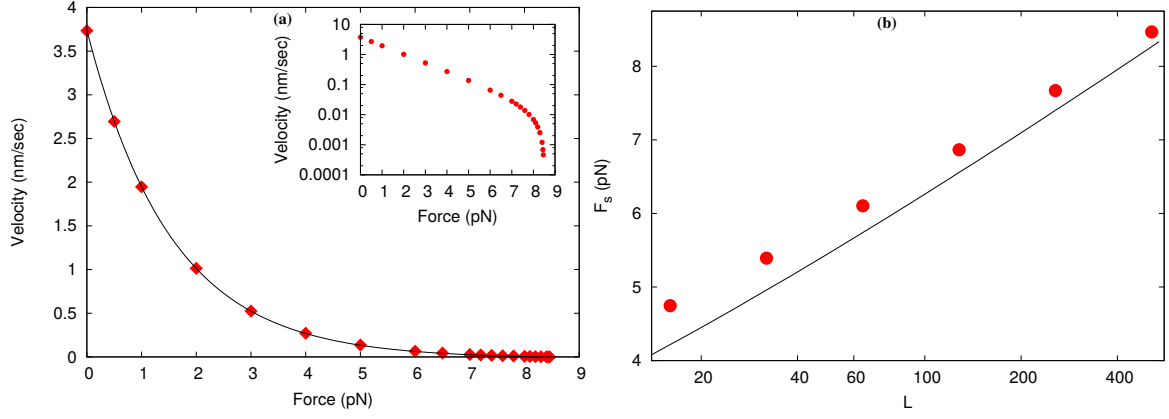 (a)
Velocity (nm/sec)
4
3.5
3
2.5
2
1.5
1
0.5
0
0 1 2 3 4 5 6 7 8 9
Force (pN)
Velocity (nm/sec)
10
1
0.1
0.01
0.001
0.0001
0 1 2 3 4 5 6 7 8 9
Force (pN)
(b)
F_s (pN)
8
7
6
5
4
20 40 60 100 200 400
L